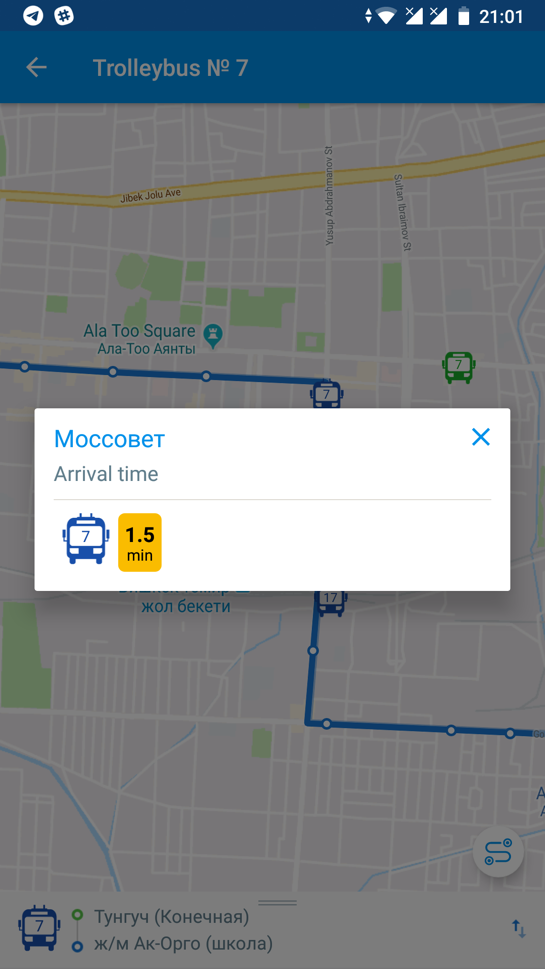 21:01
Trolleybus № 7
Jibek Jolu Ave
Yusup Abdrahmanov St
Sultan Ibraimov St
Ala Too Square
Ала-Тоо Аянты
7
7
Моссовет
Arrival time
7
1.5
min
жол бекети
17
7
Тунгуч (Конечная)
ж/м Ак-Орго (школа)